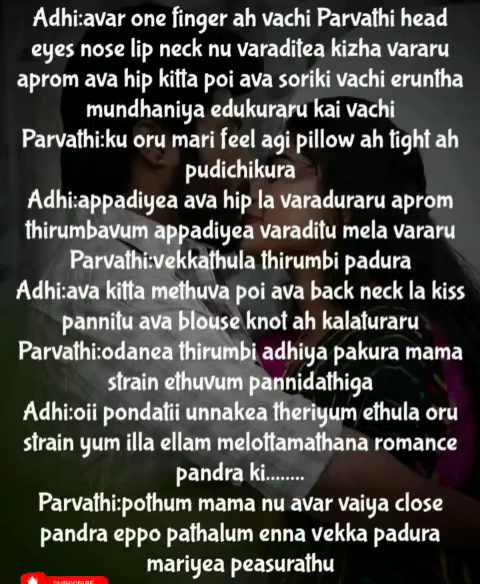 Adhi:avar one finger ah vachi Parvathi head
eyes nose lip neck nu varaditea kizha vararu
aprom ava hip kitta poi ava soriki vachi eruntha
mundhaniya edukuraru kai vachi
Parvathi:ku oru mari feel agi pillow ah tight ah
pudichikura
Adhi:appadiyea ava hip la varaduraru aprom
thirumbavum appadiyea varaditu mela vararu
Parvathi:vekkathula thirumbi padura
Adhi:ava kitta methuva poi ava back neck la kiss
pannitu ava blouse knot ah kalaturaru
Parvathi:odanea thirumbi adhiya pakura mama
strain ethuvum pannidathiga
Adhi:oii pondatii unnakea theriyum ethula oru
strain yum illa ellam melottamathana romance
pandra ki........
Parvathi:pothum mama nu avar vaiya close
pandra eppo pathalum enna vekka padura
mariyea peasurathu
SUBSCRIBE